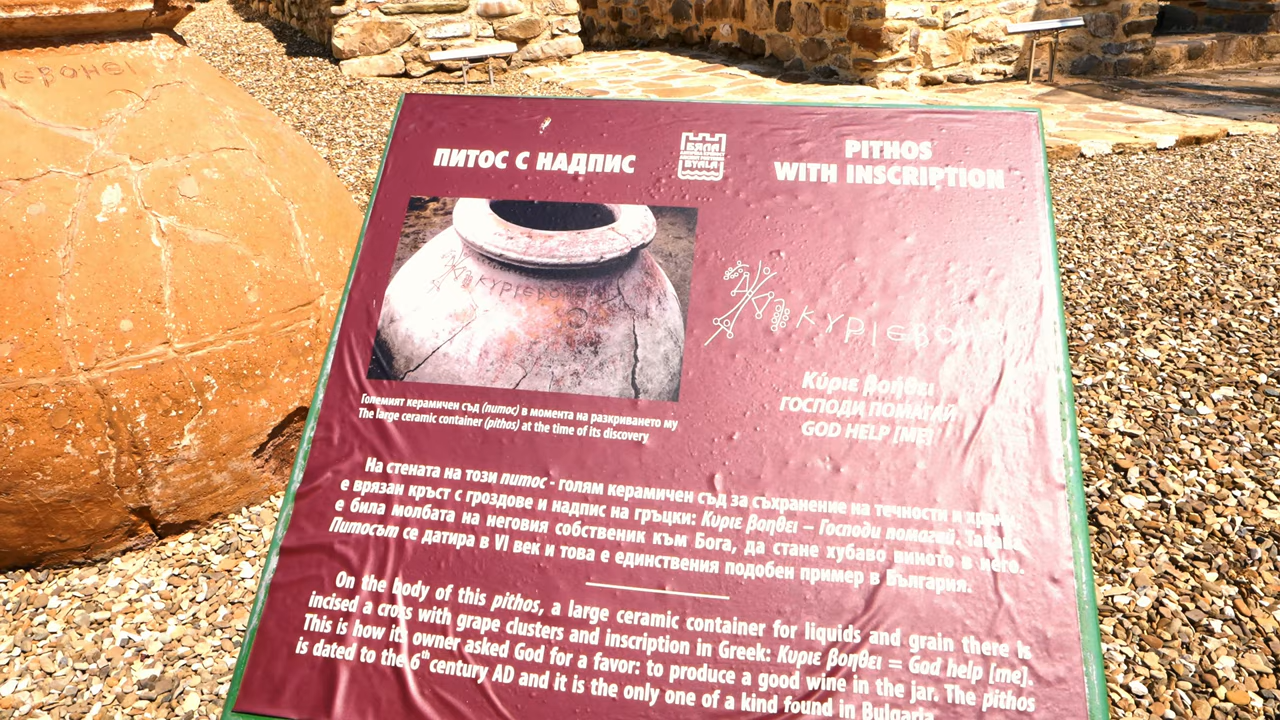 ΙЄΒΟΗЄΙ
ПИТОС С НАДПИС
БЯЛА
BYALA
PITHOS
WITH INSCRIPTION
ΚΥΡΙЄΒΟΗ
Κύριε βοηθει
ГОСПОДИ ПОМАГАЙ
GOD HELP [ME]
Големият керамичен съд (питос) в момента на разкриването му
The large ceramic container (pithos) at the time of its discovery
На стената на този питос - голям керамичен съд за съхранение на течности и храни,
е врязан кръст с гроздове и надпис на гръцки: Κυριε βοηθει – Господи помагай. Такава
е била молбата на неговия собственик към Бога, да стане хубаво виното в него.
Питосът се датира в VI век и това е единствения подобен пример в България.
On the body of this pithos, a large ceramic container for liquids and grain there is
incised a cross with grape clusters and inscription in Greek: Κυριε βοηθει = God help [me].
This is how its owner asked God for a favor: to produce a good wine in the jar. The pithos
is dated to the 6th century AD and it is the only one of a kind found in Bulgaria.